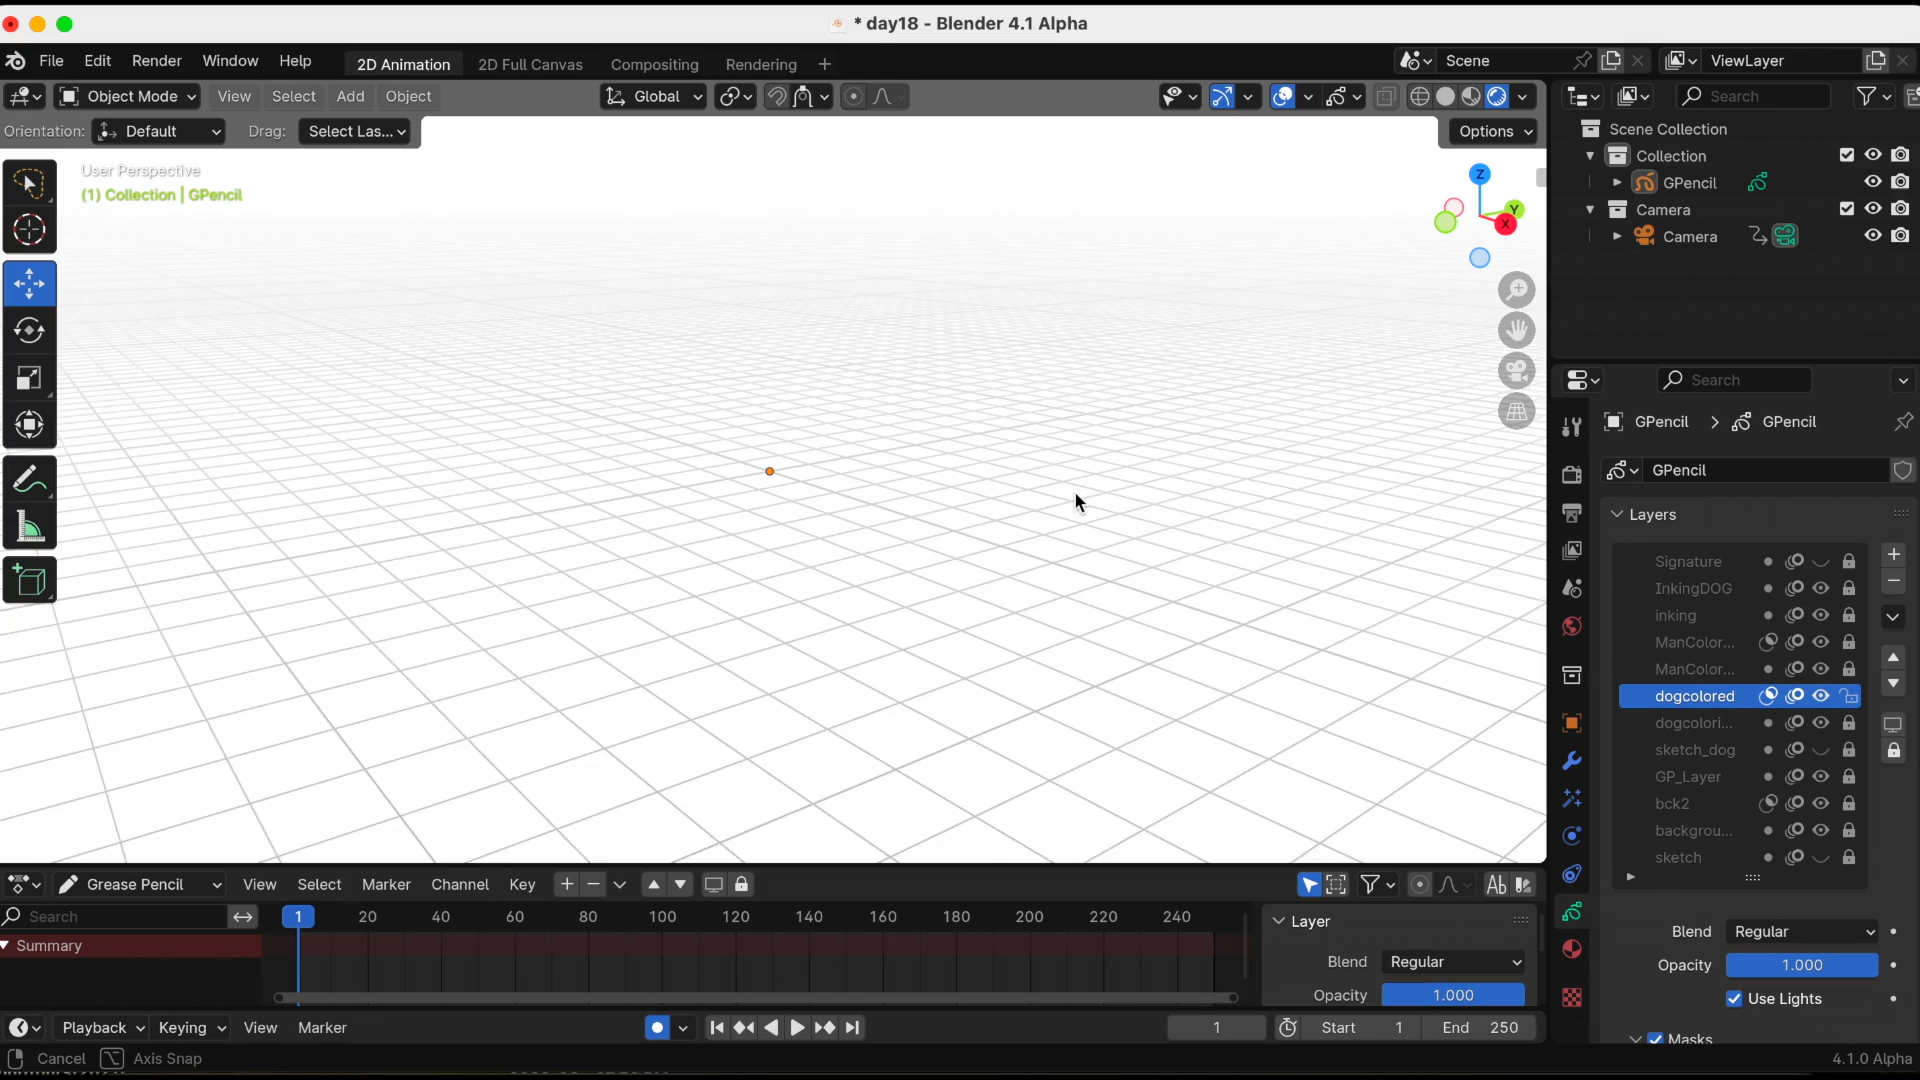 * day18 - Blender 4.1 Alpha
File Edit Render Window Help 2D Animation 2D Full Canvas Compositing Rendering + Scene ViewLayer
Object Mode View Select Add Object Global Search
Orientation: Default Drag: Select Las... Options
User Perspective
(1) Collection | GPencil
Z
Y
X
Scene Collection
Collection
GPencil
Camera
Camera
Search
GPencil > GPencil
GPencil
Layers
Signature
InkingDOG
inking
ManColor...
ManColor...
dogcolored
dogcolori...
sketch_dog
GP_Layer
bck2
backgrou...
sketch
Blend Regular
Opacity 1.000
Use Lights
Masks
Grease Pencil View Select Marker Channel Key Ab
Search 1 20 40 60 80 100 120 140 160 180 200 220 240
Summary
Layer
Blend Regular
Opacity 1.000
Playback Keying View Marker 1 Start 1 End 250
Cancel Axis Snap 4.1.0 Alpha